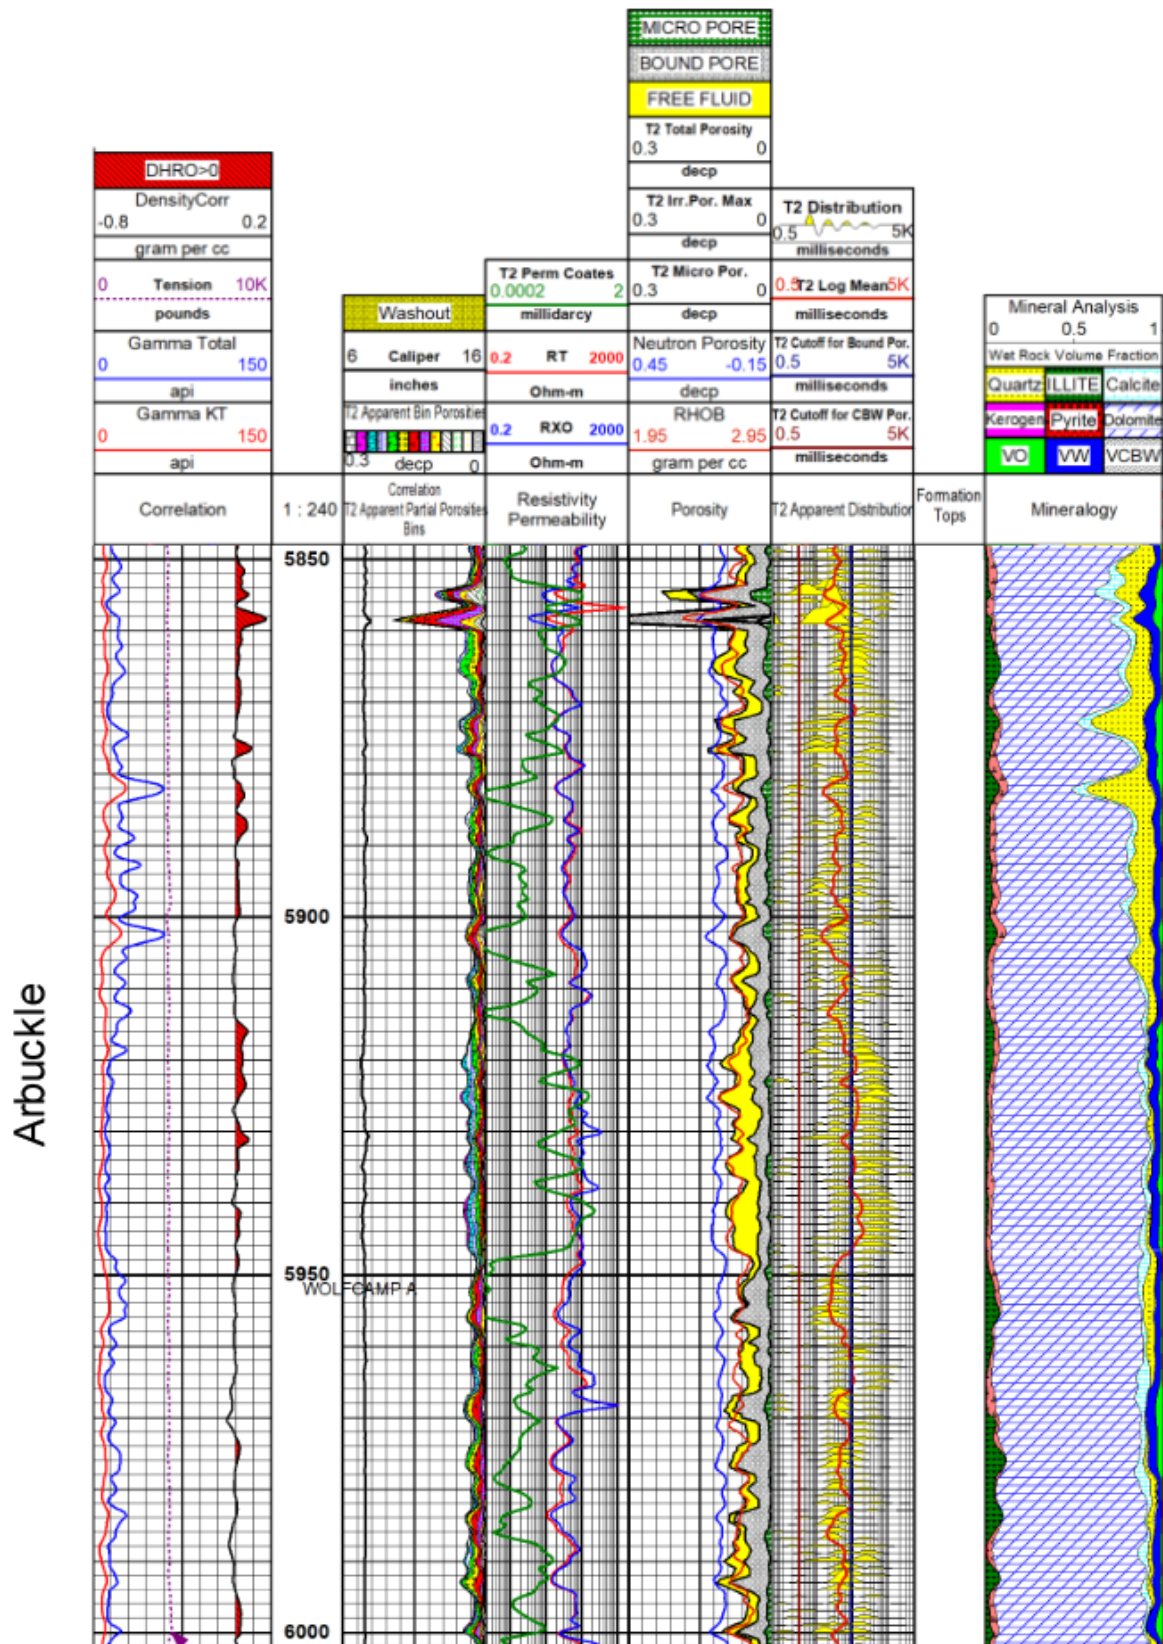 MICRO PORE
BOUND PORE
FREE FLUID
T2 Total Porosity
0.3 0
decp
T2 Irr.Por. Max
0.3 0
decp
T2 Micro Por.
0.3 0
decp
Neutron Porosity
0.45 -0.15
decp
RHOB
1.95 2.95
gram per cc
Porosity
DHRO>0
DensityCorr
-0.8 0.2
gram per cc
0 Tension 10K
pounds
Gamma Total
0 150
api
Gamma KT
0 150
api
Correlation
1 : 240
Washout
6 Caliper 16
inches
T2 Apparent Bin Porosities
0.3 decp 0
Correlation
T2 Apparent Partial Porosities
Bins
T2 Perm Coates
0.0002 2
millidarcy
0.2 RT 2000
Ohm-m
0.2 RXO 2000
Ohm-m
Resistivity
Permeability
T2 Distribution
0.5 5K
milliseconds
0.5 T2 Log Mean 5K
milliseconds
T2 Cutoff for Bound Por.
0.5 5K
milliseconds
T2 Cutoff for CBW Por.
0.5 5K
milliseconds
T2 Apparent Distribution
Formation
Tops
Mineral Analysis
0 0.5 1
Wet Rock Volume Fraction
Quartz ILLITE Calcite
Kerogen Pyrite Dolomite
VO VW VCBW
Mineralogy
5850
5900
Arbuckle
5950
WOLFCAMP A
6000